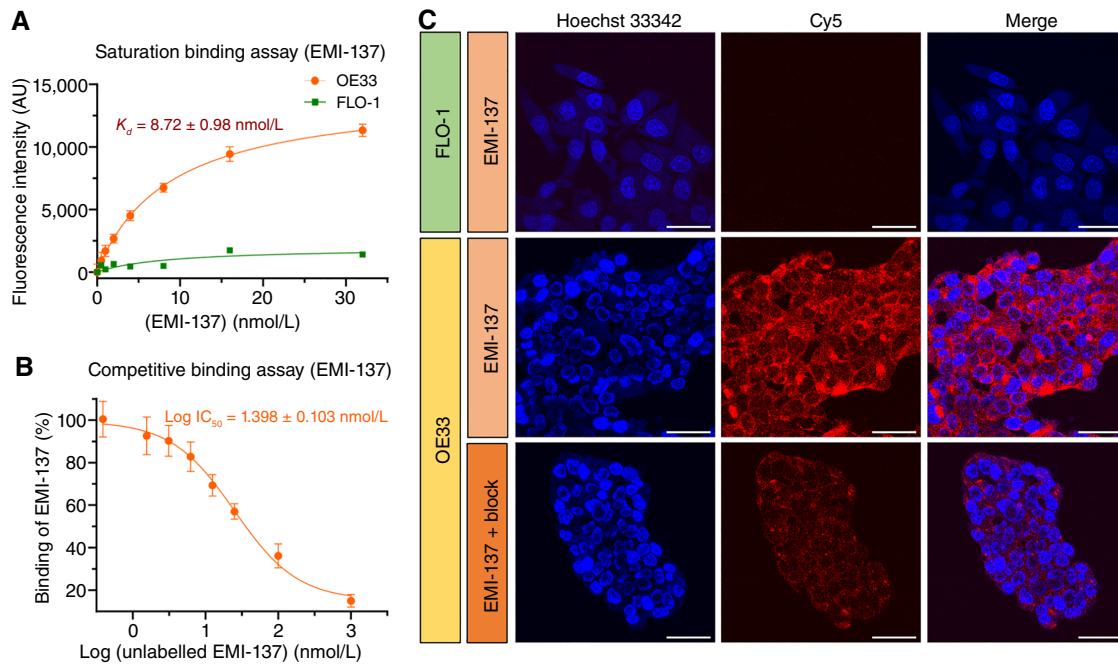 A
Saturation binding assay (EMI-137)
OE33
FLO-1
K_d = 8.72 ± 0.98 nmol/L
15,000
10,000
5,000
0
Fluorescence intensity (AU)
0 10 20 30
(EMI-137) (nmol/L)
B
Competitive binding assay (EMI-137)
Log IC50 = 1.398 ± 0.103 nmol/L
100
80
60
40
20
Binding of EMI-137 (%)
0 1 2 3
Log (unlabelled EMI-137) (nmol/L)
C
Hoechst 33342 Cy5 Merge
FLO-1
EMI-137
OE33
EMI-137
EMI-137 + block